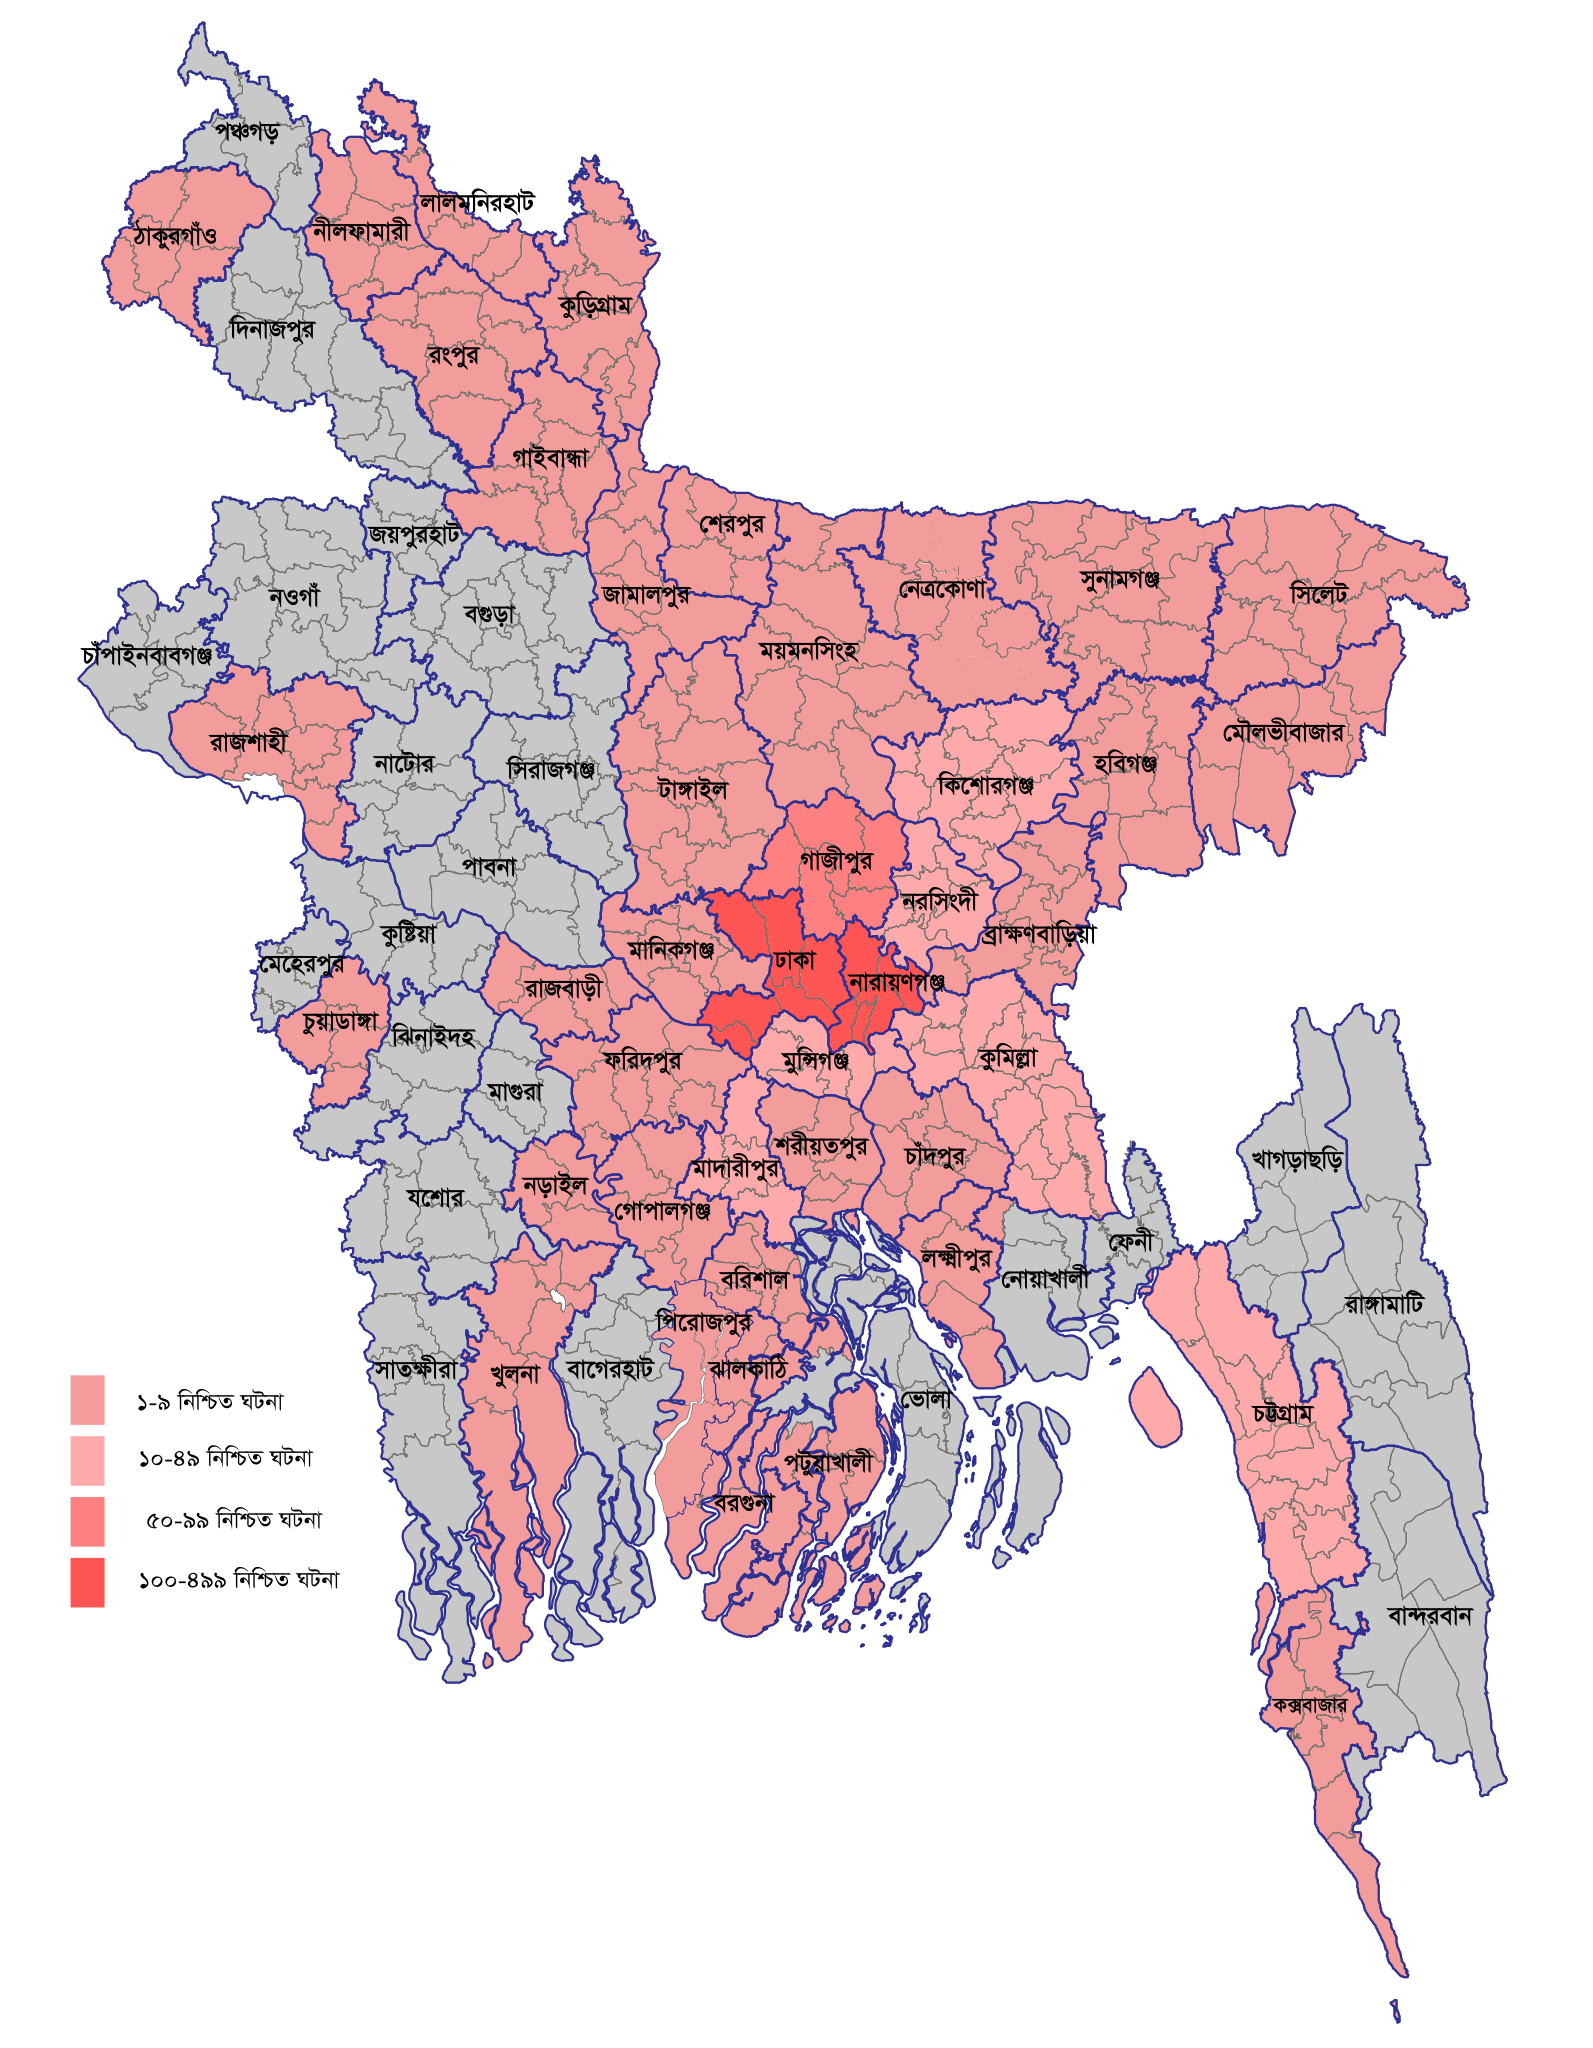 পঞ্চগড়
লালমনিরহাট
ঠাকুরগাঁও
নীলফামারী
কুড়িগ্রাম
দিনাজপুর
রংপুর
গাইবান্ধা
শেরপুর
জয়পুরহাট
নেত্রকোণা
সুনামগঞ্জ
সিলেট
নওগাঁ
জামালপুর
বগুড়া
চাঁপাইনবাবগঞ্জ
ময়মনসিংহ
মৌলভীবাজার
রাজশাহী
নাটোর
সিরাজগঞ্জ
হবিগঞ্জ
টাঙ্গাইল
কিশোরগঞ্জ
গাজীপুর
পাবনা
নরসিংদী
কুষ্টিয়া
ব্রাক্ষণবাড়িয়া
মানিকগঞ্জ
মেহেরপুর
ঢাকা
নারায়ণগঞ্জ
রাজবাড়ী
চুয়াডাঙ্গা
ঝিনাইদহ
ফরিদপুর
মুন্সিগঞ্জ
কুমিল্লা
মাগুরা
শরীয়তপুর
চাঁদপুর
খাগড়াছড়ি
মাদারীপুর
নড়াইল
যশোর
গোপালগঞ্জ
ফেনী
লক্ষ্মীপুর
নোয়াখালী
বরিশাল
রাঙ্গামাটি
পিরোজপুর
সাতক্ষীরা
খুলনা
বাগেরহাট
ঝালকাঠি
ভোলা
চট্টগ্রাম
১-৯ নিশ্চিত ঘটনা
১০-৪৯ নিশ্চিত ঘটনা
পটুয়াখালী
বরগুনা
৫০-৯৯ নিশ্চিত ঘটনা
১০০-৪৯৯ নিশ্চিত ঘটনা
বান্দরবান
কক্সবাজার